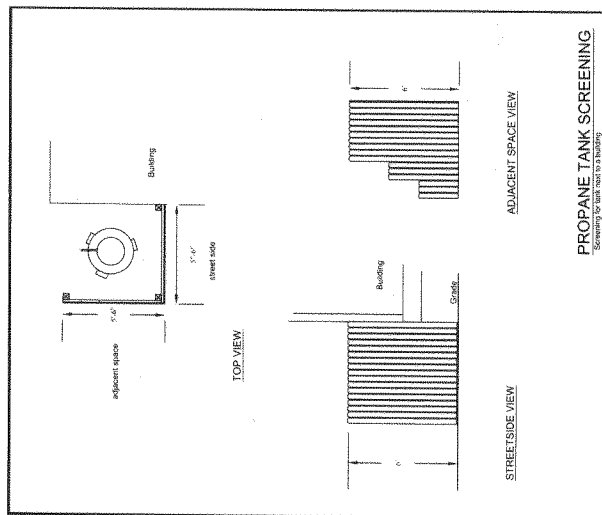 Building
5'-6"
adjacent space
5'-6"
street side
TOP VIEW
6'
ADJACENT SPACE VIEW
Building
Grade
6'
STREETSIDE VIEW
PROPANE TANK SCREENING
Screening for tank next to a building